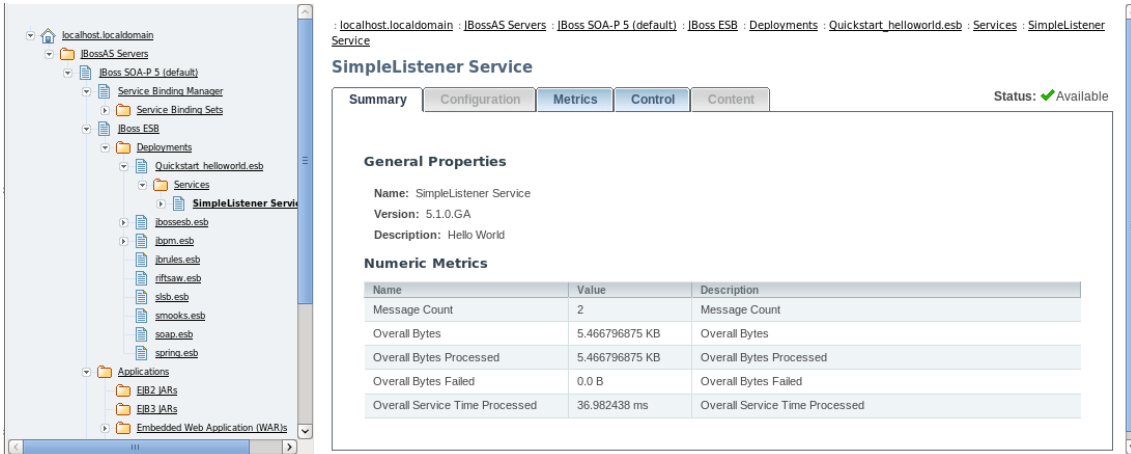 localhost.localdomain
JBossAS Servers
JBoss SOA-P 5 (default)
Service Binding Manager
Service Binding Sets
JBoss ESB
Deployments
Quickstart_helloworld.esb
Services
SimpleListener Servic
jbossesb.esb
jbpm.esb
jbrules.esb
riftsaw.esb
slsb.esb
smooks.esb
soap.esb
spring.esb
Applications
EJB2 JARs
EJB3 JARs
Embedded Web Application (WAR)s
: localhost.localdomain : JBossAS Servers : JBoss SOA-P 5 (default) : JBoss ESB : Deployments : Quickstart_helloworld.esb : Services : SimpleListener
Service
SimpleListener Service
Summary Configuration Metrics Control Content Status: Available
General Properties
Name: SimpleListener Service
Version: 5.1.0.GA
Description: Hello World
Numeric Metrics
Name Value Description
Message Count 2 Message Count
Overall Bytes 5.466796875 KB Overall Bytes
Overall Bytes Processed 5.466796875 KB Overall Bytes Processed
Overall Bytes Failed 0.0 B Overall Bytes Failed
Overall Service Time Processed 36.982438 ms Overall Service Time Processed